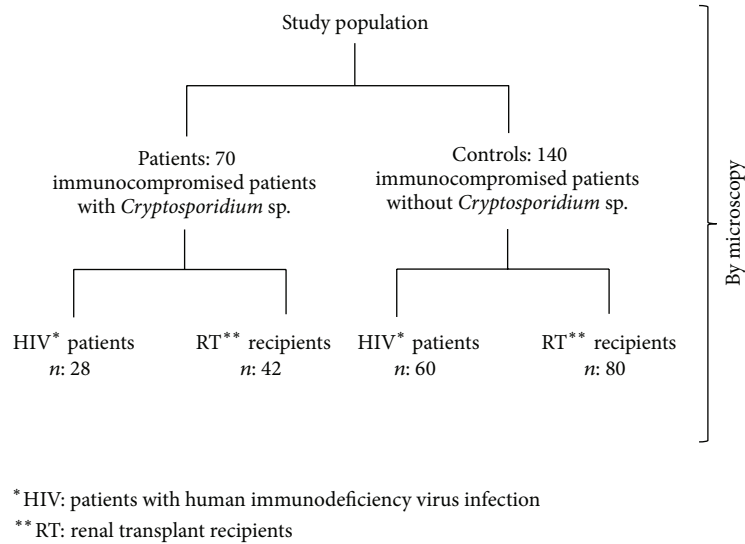 Study population
Patients: 70
immunocompromised patients
with Cryptosporidium sp.
Controls: 140
immunocompromised patients
without Cryptosporidium sp.
HIV* patients
n: 28
RT** recipients
n: 42
HIV* patients
n: 60
RT** recipients
n: 80
By microscopy
*HIV: patients with human immunodeficiency virus infection
**RT: renal transplant recipients